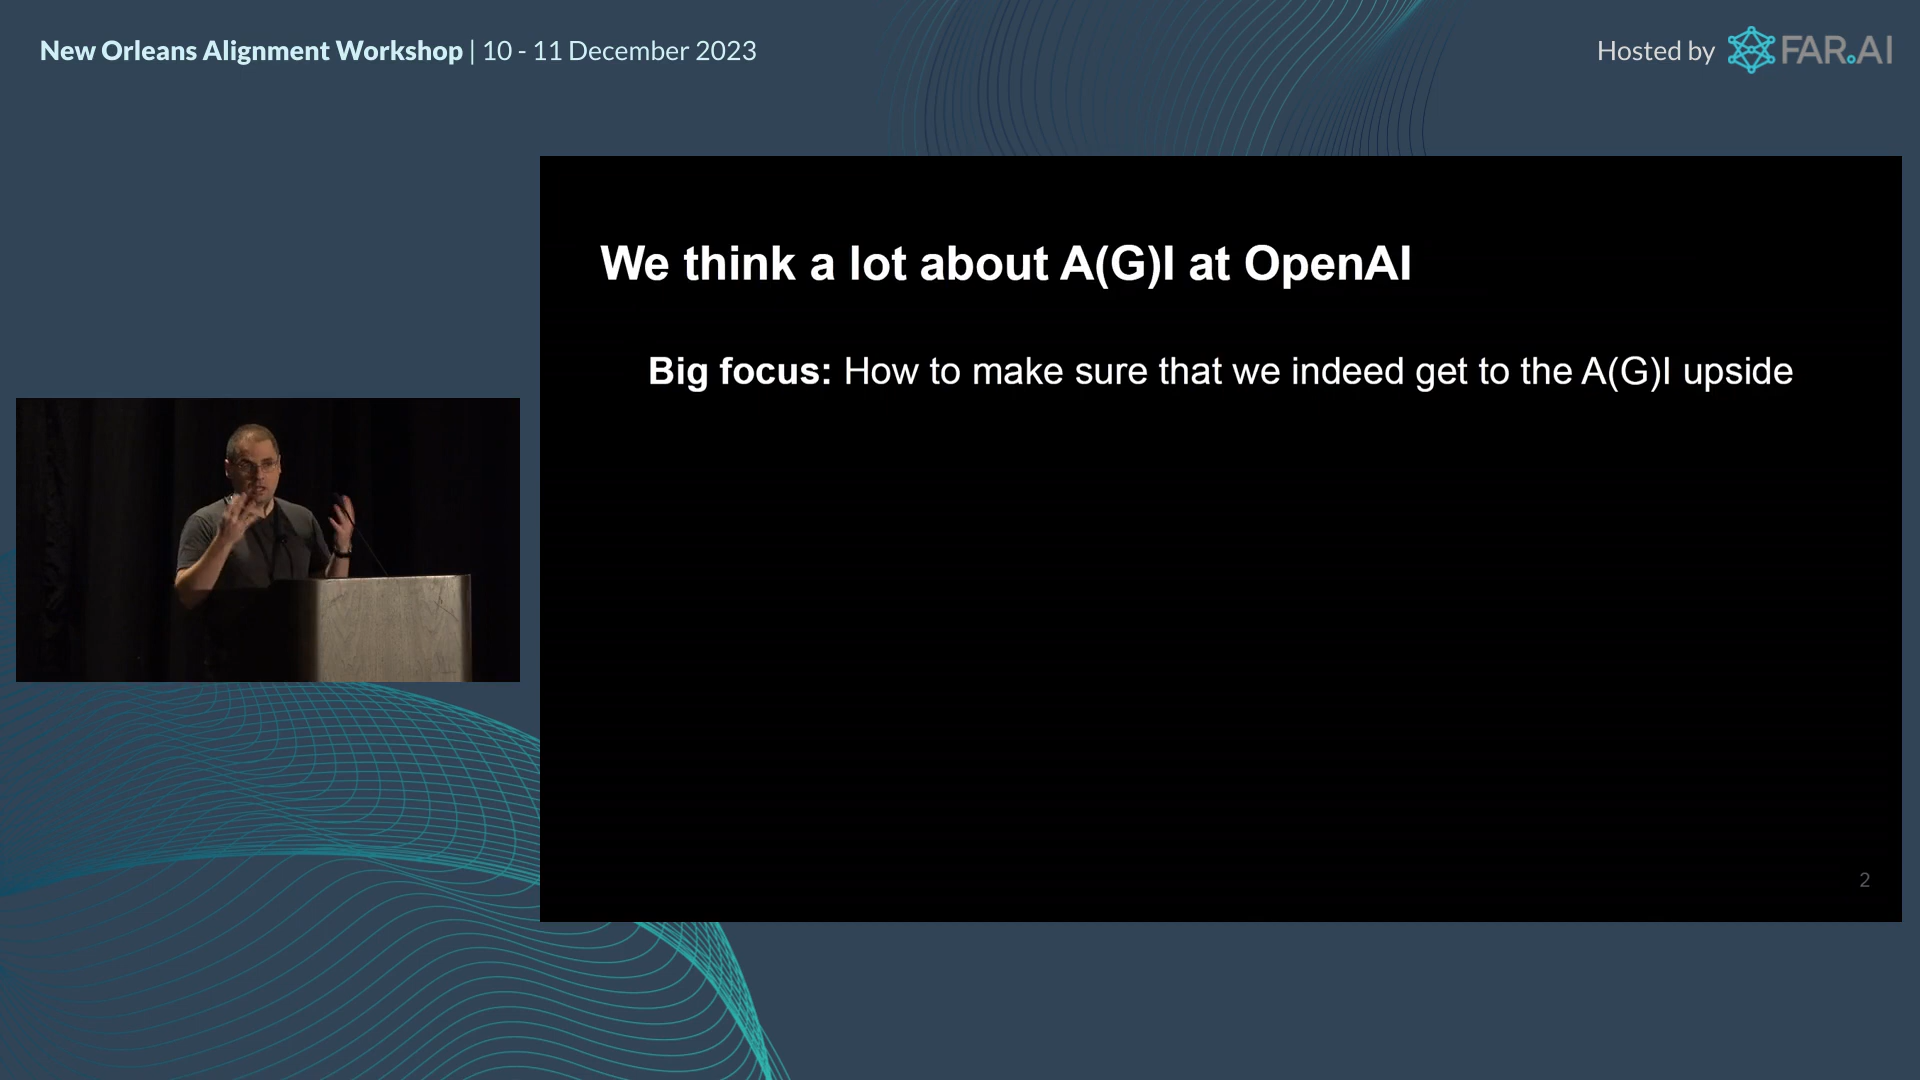 New Orleans Alignment Workshop | 10 - 11 December 2023
Hosted by FAR.AI
We think a lot about A(G)I at OpenAI
Big focus: How to make sure that we indeed get to the A(G)I upside
2